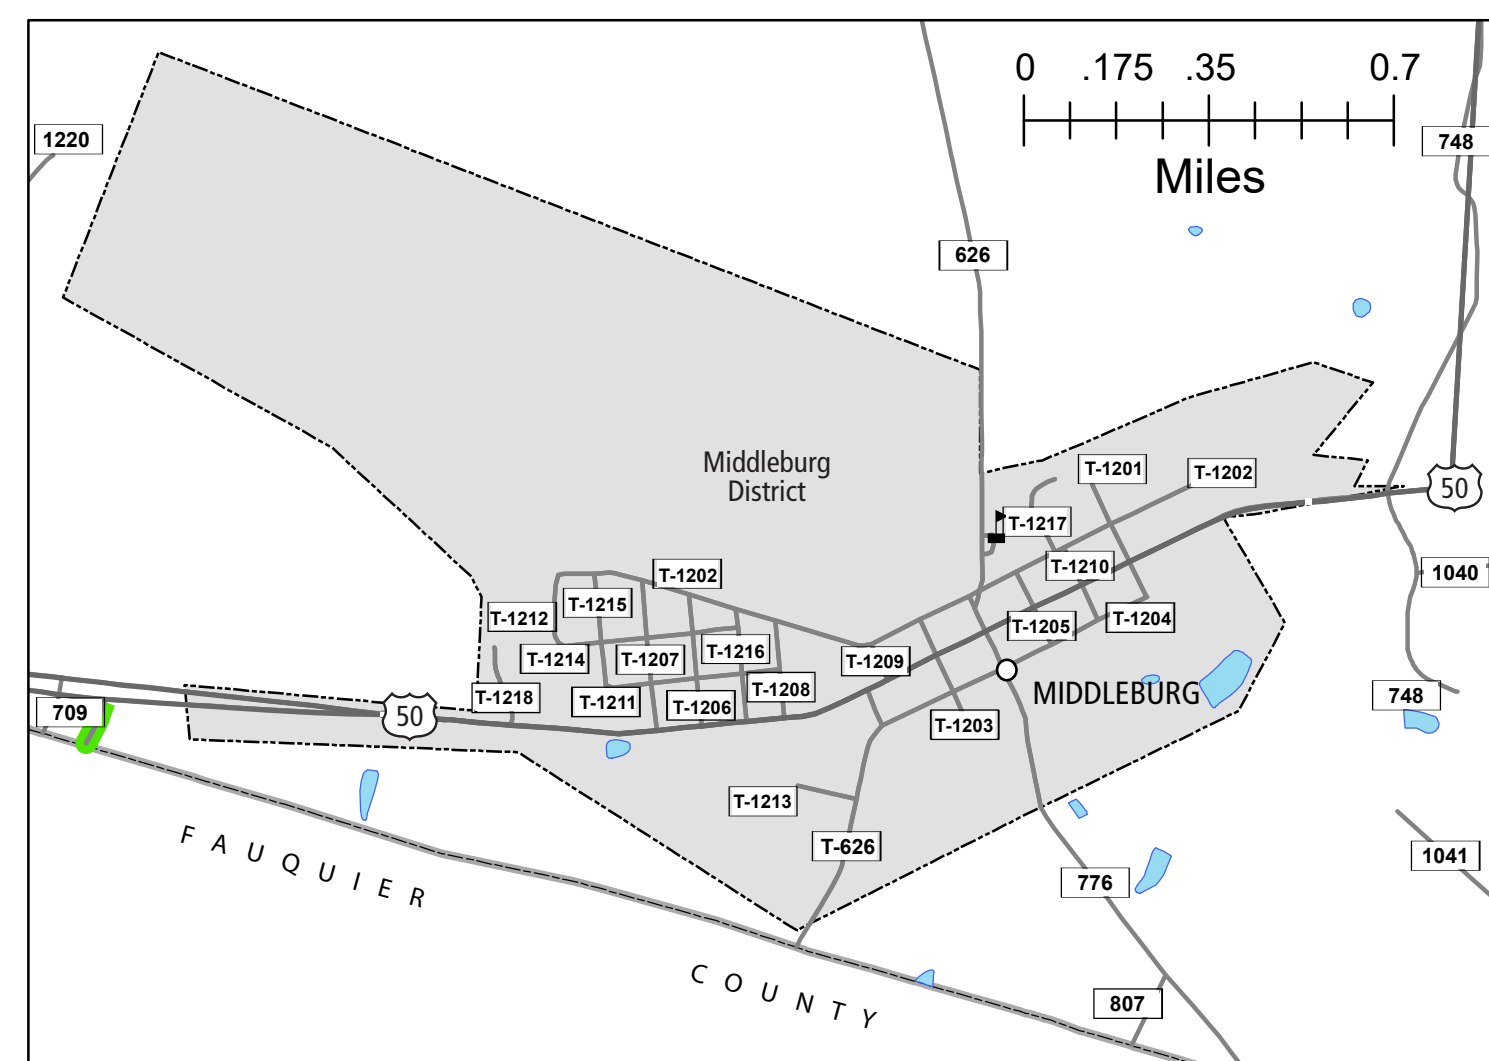 0 .175 .35 0.7
Miles
1220
748
626
Middleburg
District
T-1201
T-1202
50
T-1217
T-1210
1040
T-1202
T-1215
T-1212
T-1205
T-1204
T-1214
T-1207
T-1216
T-1209
T-1208
T-1218
T-1211
T-1206
MIDDLEBURG
748
709
50
T-1203
T-1213
T-626
1041
776
FAUQUIER
COUNTY
807